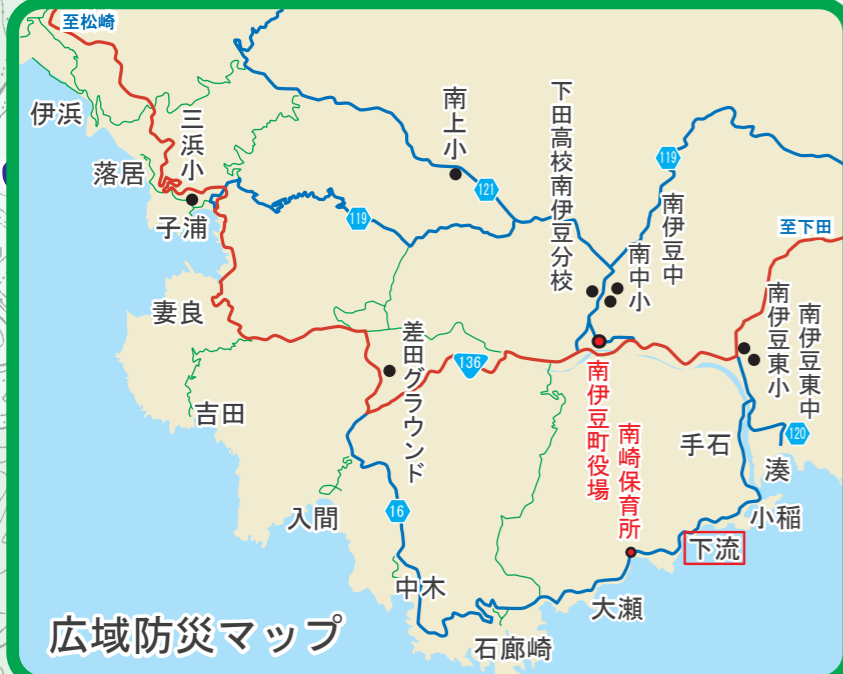 至松崎
伊浜
三浜小
落居
子浦
妻良
吉田
入間
中木
石廊崎
大瀬
下流
小稲
湊
手石
南上小
121
119
119
下田高校南伊豆分校
南伊豆中
南中小
至下田
南伊豆東小
南伊豆東中
120
差田グラウンド
136
南伊豆町役場
南崎保育所
16
広域防災マップ